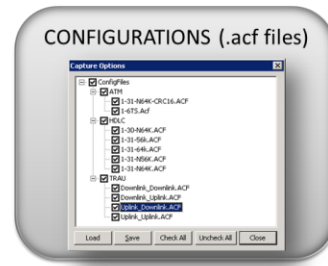 CONFIGURATIONS (.acf files)
Capture Options
ConfigFiles
ATM
1-31-N64K-CRC16.ACF
1-6T5.Acf
HDLC
1-30-N64K.ACF
1-31-56k.ACF
1-31-64k.ACF
1-31-N56K.ACF
1-31-N64K.ACF
TRAU
Downlink_Downlink.ACF
Downlink_Uplink.ACF
Uplink_Downlink.ACF
Uplink_Uplink.ACF
Load Save Check All Uncheck All Close